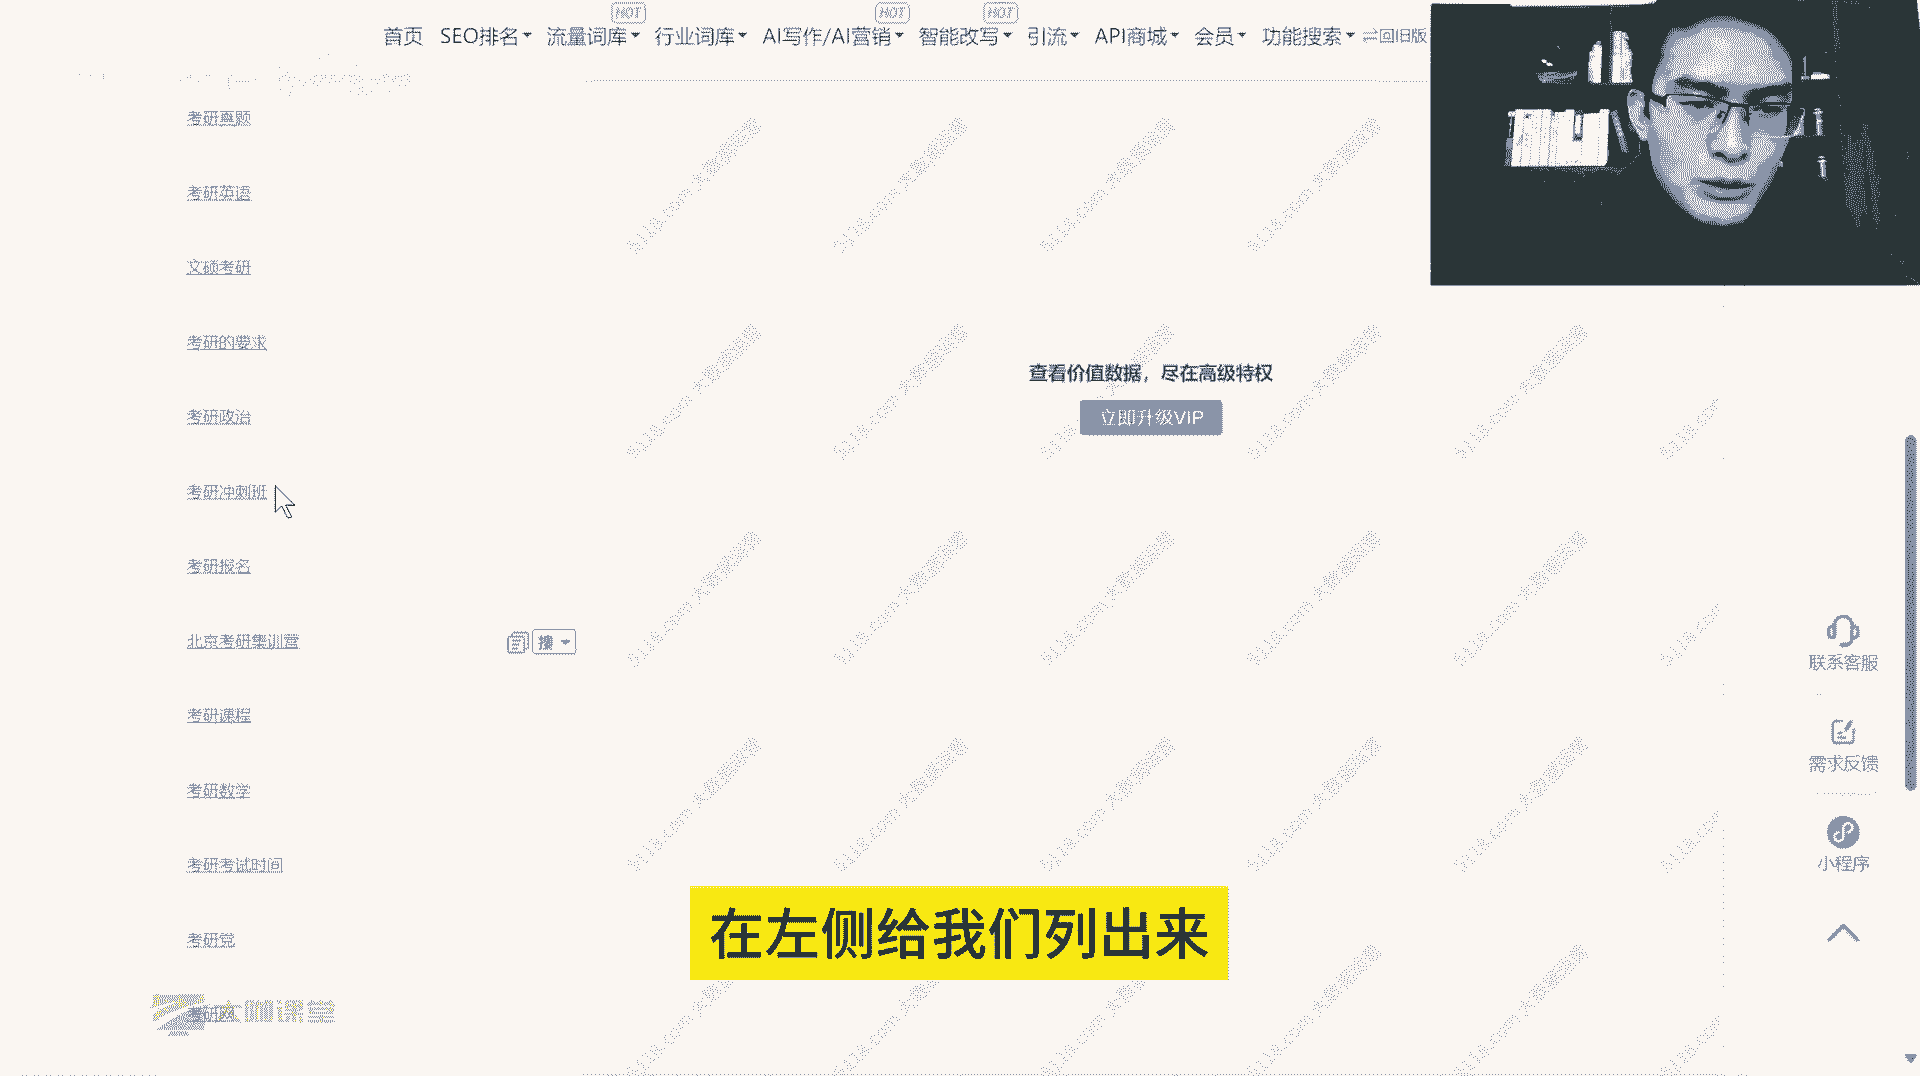 HOT HOT HOT
首页 SEO排名 流量词库 行业词库 AI写作/AI营销 智能改写 引流 API商城 会员 功能搜索 回旧版
考研真题
考研英语
文硕考研
考研的要求
查看价值数据，尽在高级特权
立即升级VIP
考研政治
考研冲刺班
考研报名
北京考研集训营
搜
联系客服
考研课程
需求反馈
考研数学
考研考试时间
小程序
考研党
在左侧给我们列出来
考研网